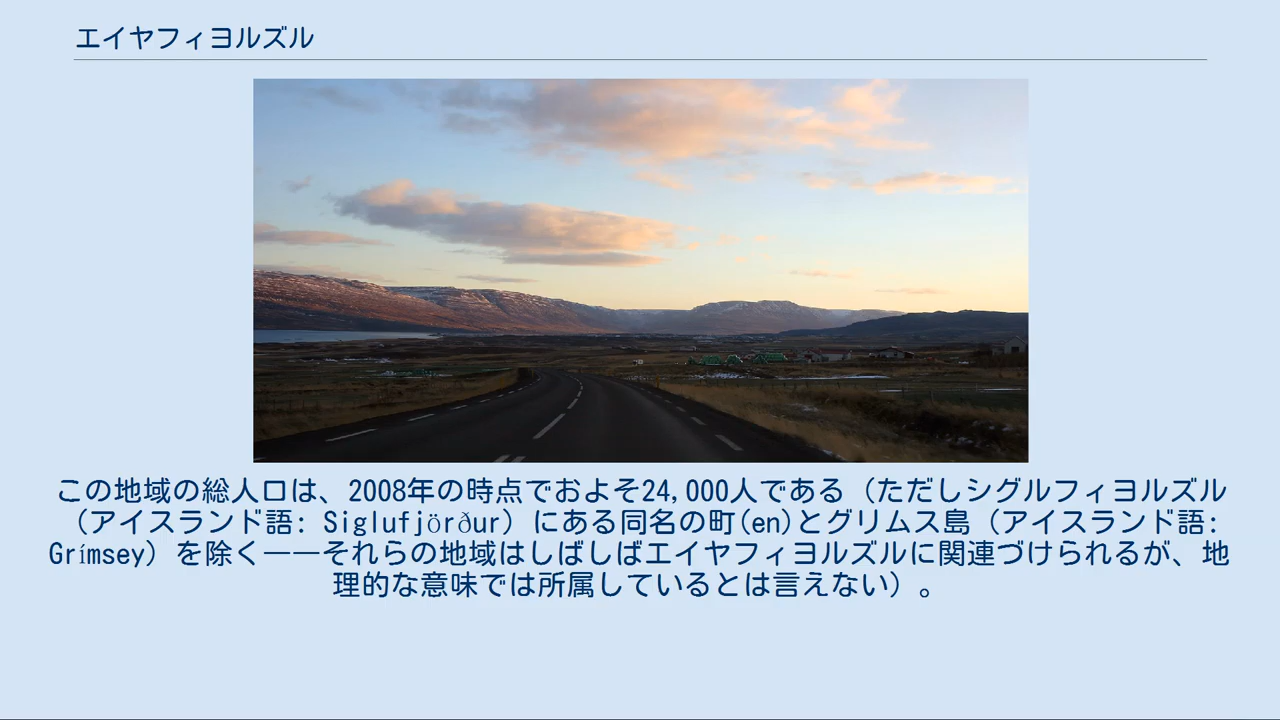 エイヤフィヨルズル
この地域の総人口は、2008年の時点でおよそ24,000人である（ただしシグルフィヨルズル
（アイスランド語: Siglufjörður）にある同名の町(en)とグリムス島（アイスランド語:
Grímsey）を除く——それらの地域はしばしばエイヤフィヨルズルに関連づけられるが、地
理的な意味では所属しているとは言えない）。